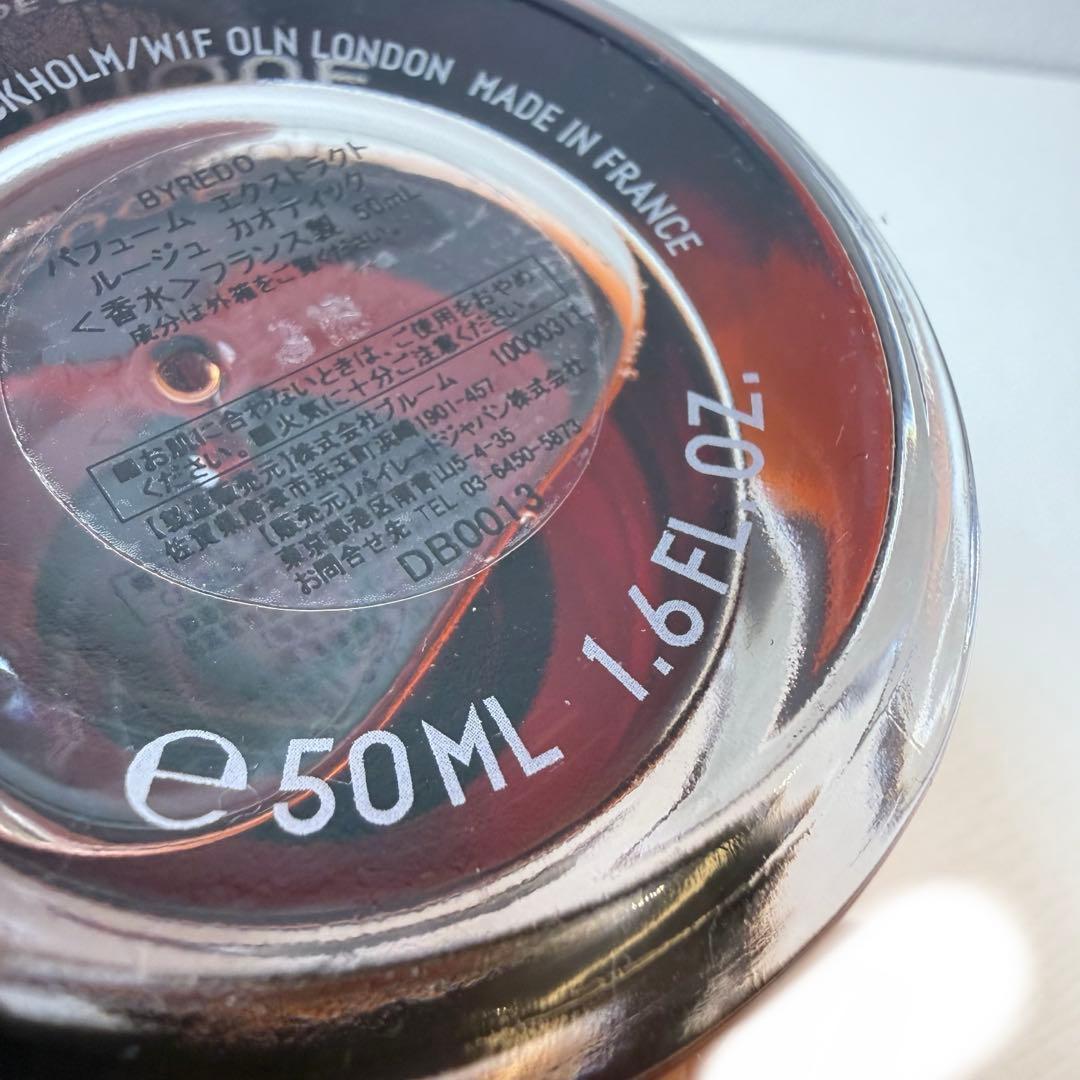 CKHOLM/W1F 0LN LONDON MADE IN FRANCE
BYREDO
パフューム エクストラクト
ルージュ カオティック
<香水>フランス製 50mL
成分は外箱をご覧ください。
■お肌に合わないときは、ご使用をおやめ
ください。■火気に十分ご注意ください。
【製造販売元】株式会社ブルーム 10000311
佐賀県唐津市浜玉町浜崎1901-457
【発売元】バイレードジャパン株式会社
東京都港区南青山5-4-35
お問合せ先 TEL 03-6450-5873
DB0013
e50ML 1.6FL.OZ.